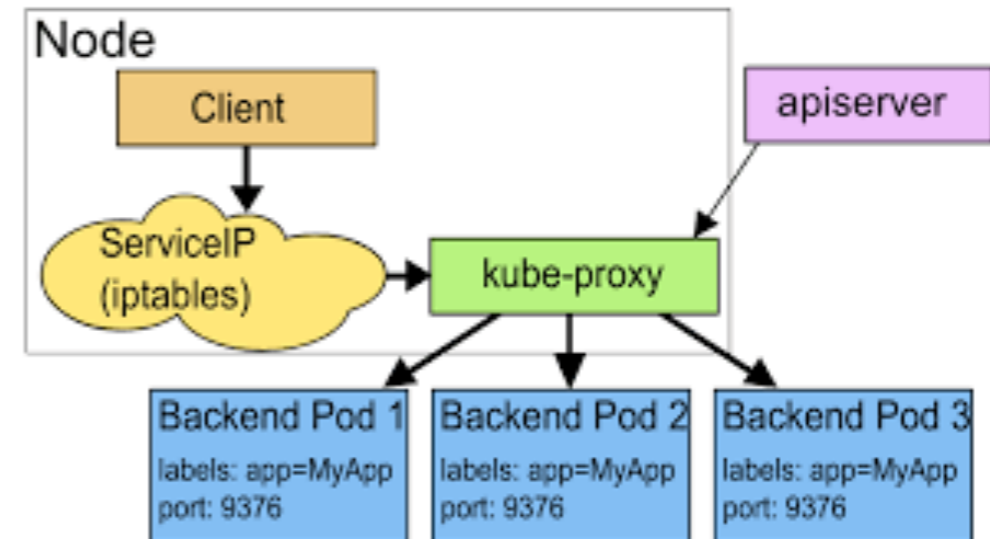 Node
Client
apiserver
ServiceIP
(iptables)
kube-proxy
Backend Pod 1
labels: app=MyApp
port: 9376
Backend Pod 2
labels: app=MyApp
port: 9376
Backend Pod 3
labels: app=MyApp
port: 9376